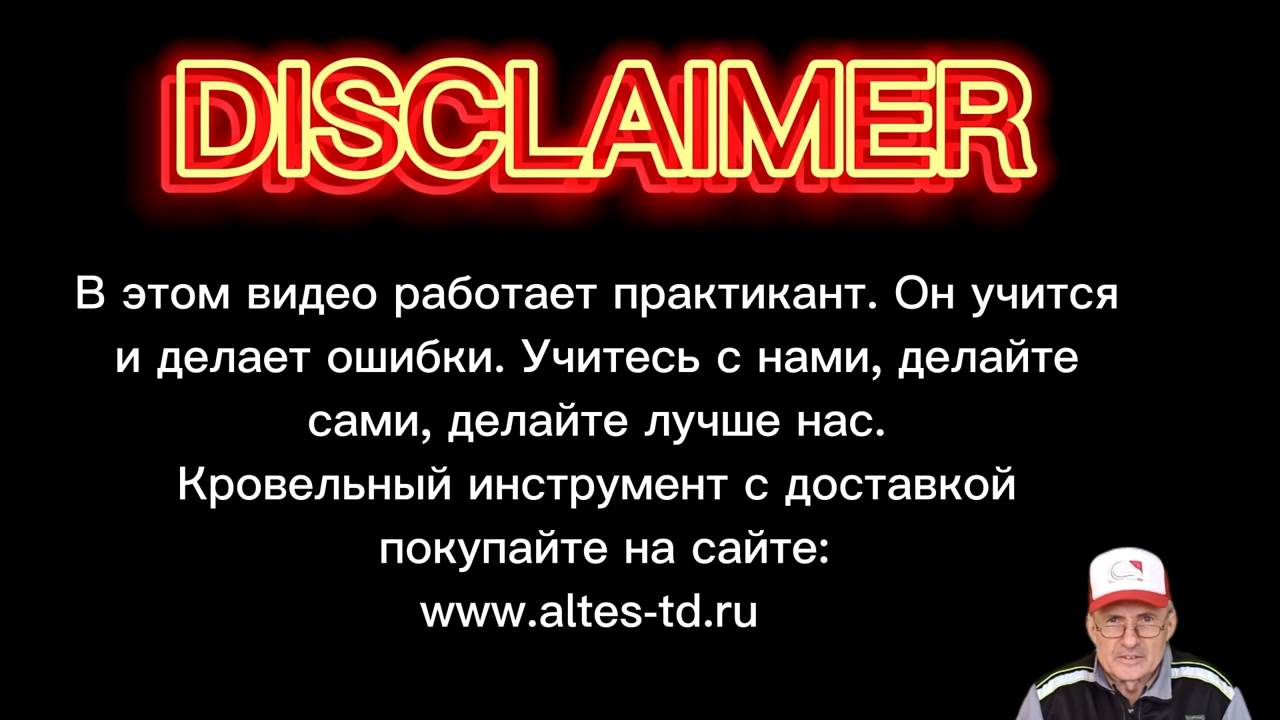 DISCLAIMER
В этом видео работает практикант. Он учится
и делает ошибки. Учитесь с нами, делайте
сами, делайте лучше нас.
Кровельный инструмент с доставкой
покупайте на сайте:
www.altes-td.ru